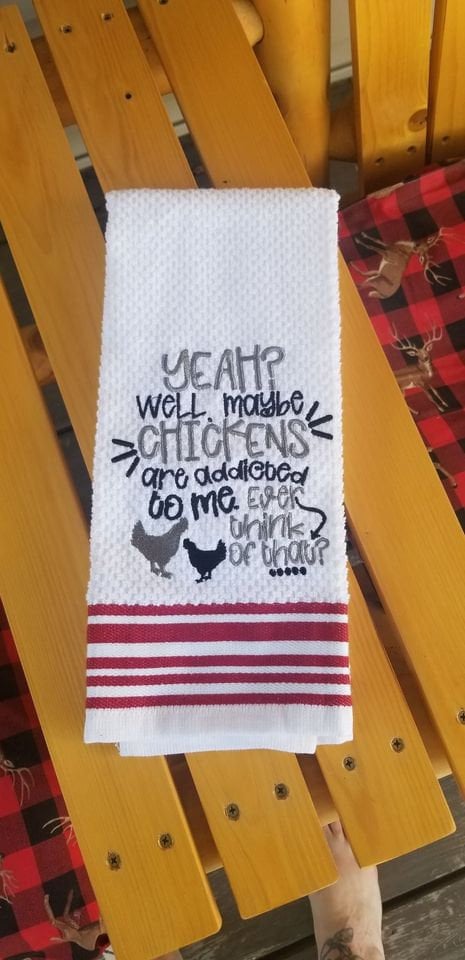 YEAH?
well, maybe
CHICKENS
are addicted
to me. Ever
think
of that?